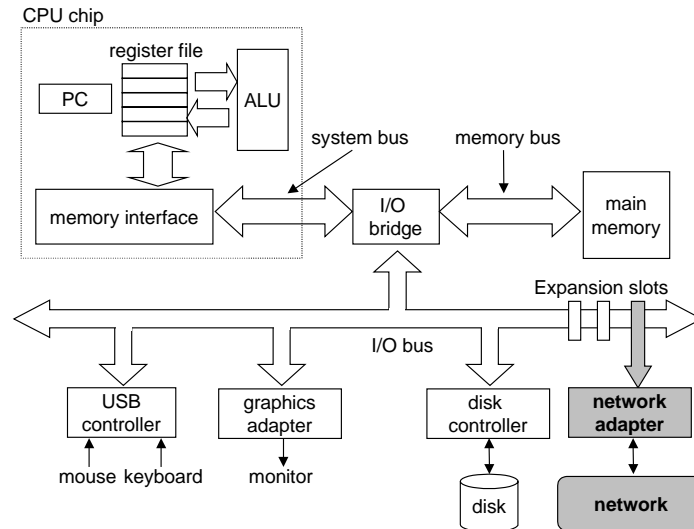 CPU chip
register file
PC
ALU
system bus
memory bus
memory interface
I/O
bridge
main
memory
Expansion slots
I/O bus
USB
controller
graphics
adapter
disk
controller
network
adapter
mouse
keyboard
monitor
disk
network